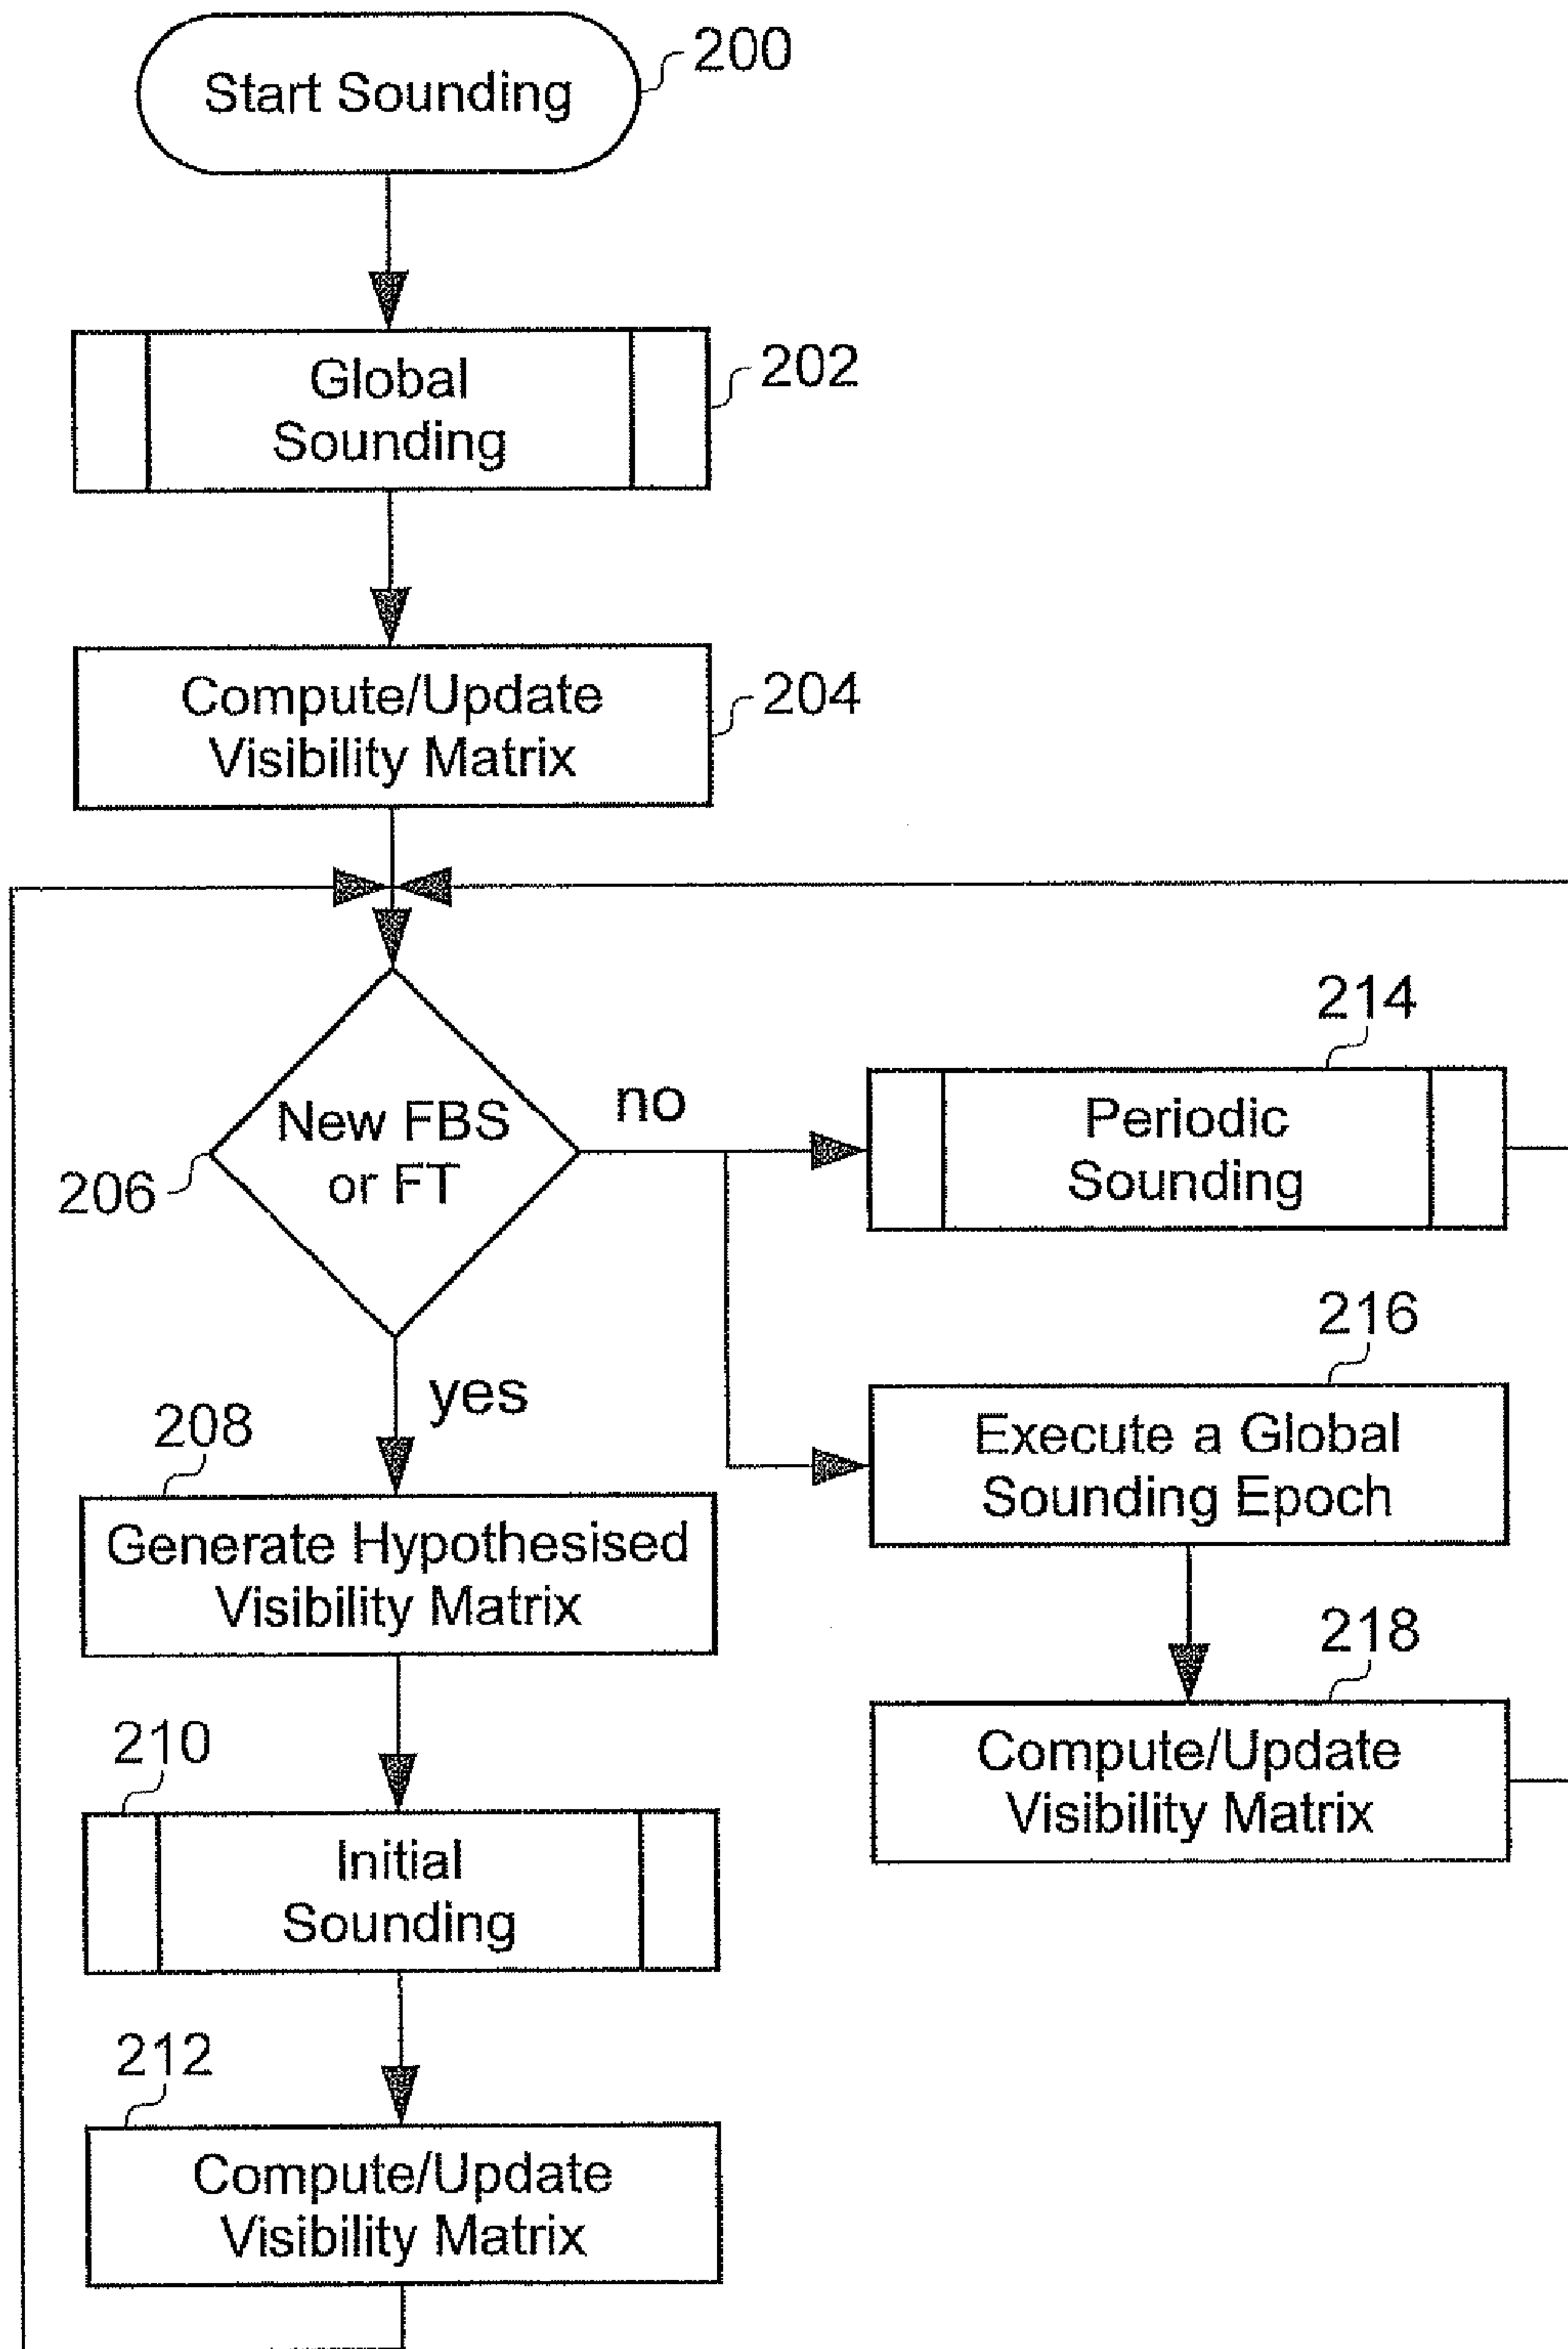 Start Sounding
200
Global
Sounding
202
Compute/Update
Visibility Matrix
204
New FBS
or FT
206
no
yes
214
Periodic
Sounding
216
Execute a Global
Sounding Epoch
218
Compute/Update
Visibility Matrix
208
Generate Hypothesised
Visibility Matrix
210
Initial
Sounding
212
Compute/Update
Visibility Matrix